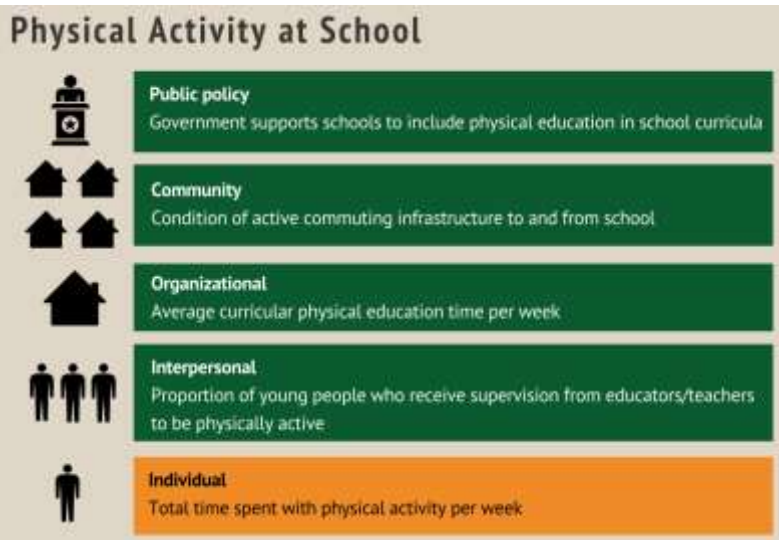 Physical Activity at School
Public policy
Government supports schools to include physical education in school curricula
Community
Condition of active commuting infrastructure to and from school
Organizational
Average curricular physical education time per week
Interpersonal
Proportion of young people who receive supervision from educators/teachers
to be physically active
Individual
Total time spent with physical activity per week